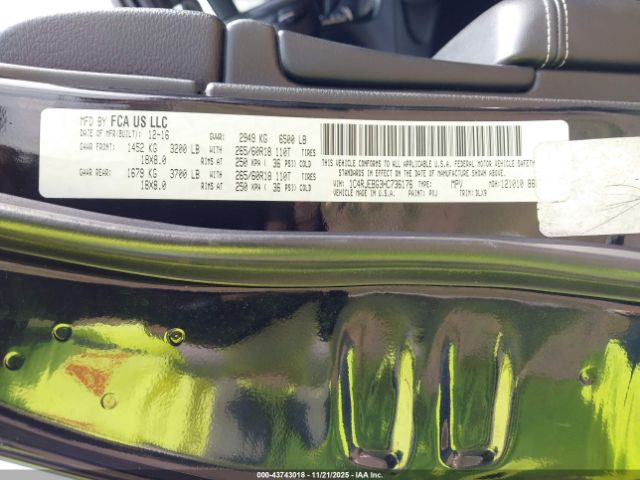 MFD BY FCA US LLC
DATE OF MFR(BUILT): 12-16 GVWR: 2949 KG 6500 LB
GAWR FRONT: 1452 KG 3200 LB WITH 265/60R18 110T TIRES
18X8.0 RIMS AT 250 KPA ( 36 PSI) COLD
GAWR REAR: 1679 KG 3700 LB WITH 265/60R18 110T TIRES
18X8.0 RIMS AT 250 KPA ( 36 PSI) COLD
THIS VEHICLE CONFORMS TO ALL APPLICABLE U.S.A. FEDERAL MOTOR VEHICLE SAFETY
STANDARDS IN EFFECT ON THE DATE OF MANUFACTURE SHOWN ABOVE.
VIN: 1C4RJEBG3HC736176 TYPE: MPV MDH: 121010 86
VEHICLE MADE IN U.S.A. PAINT: PXJ TRIM: DLX9
000-43743018 - 11/21/2025 - IAA Inc.